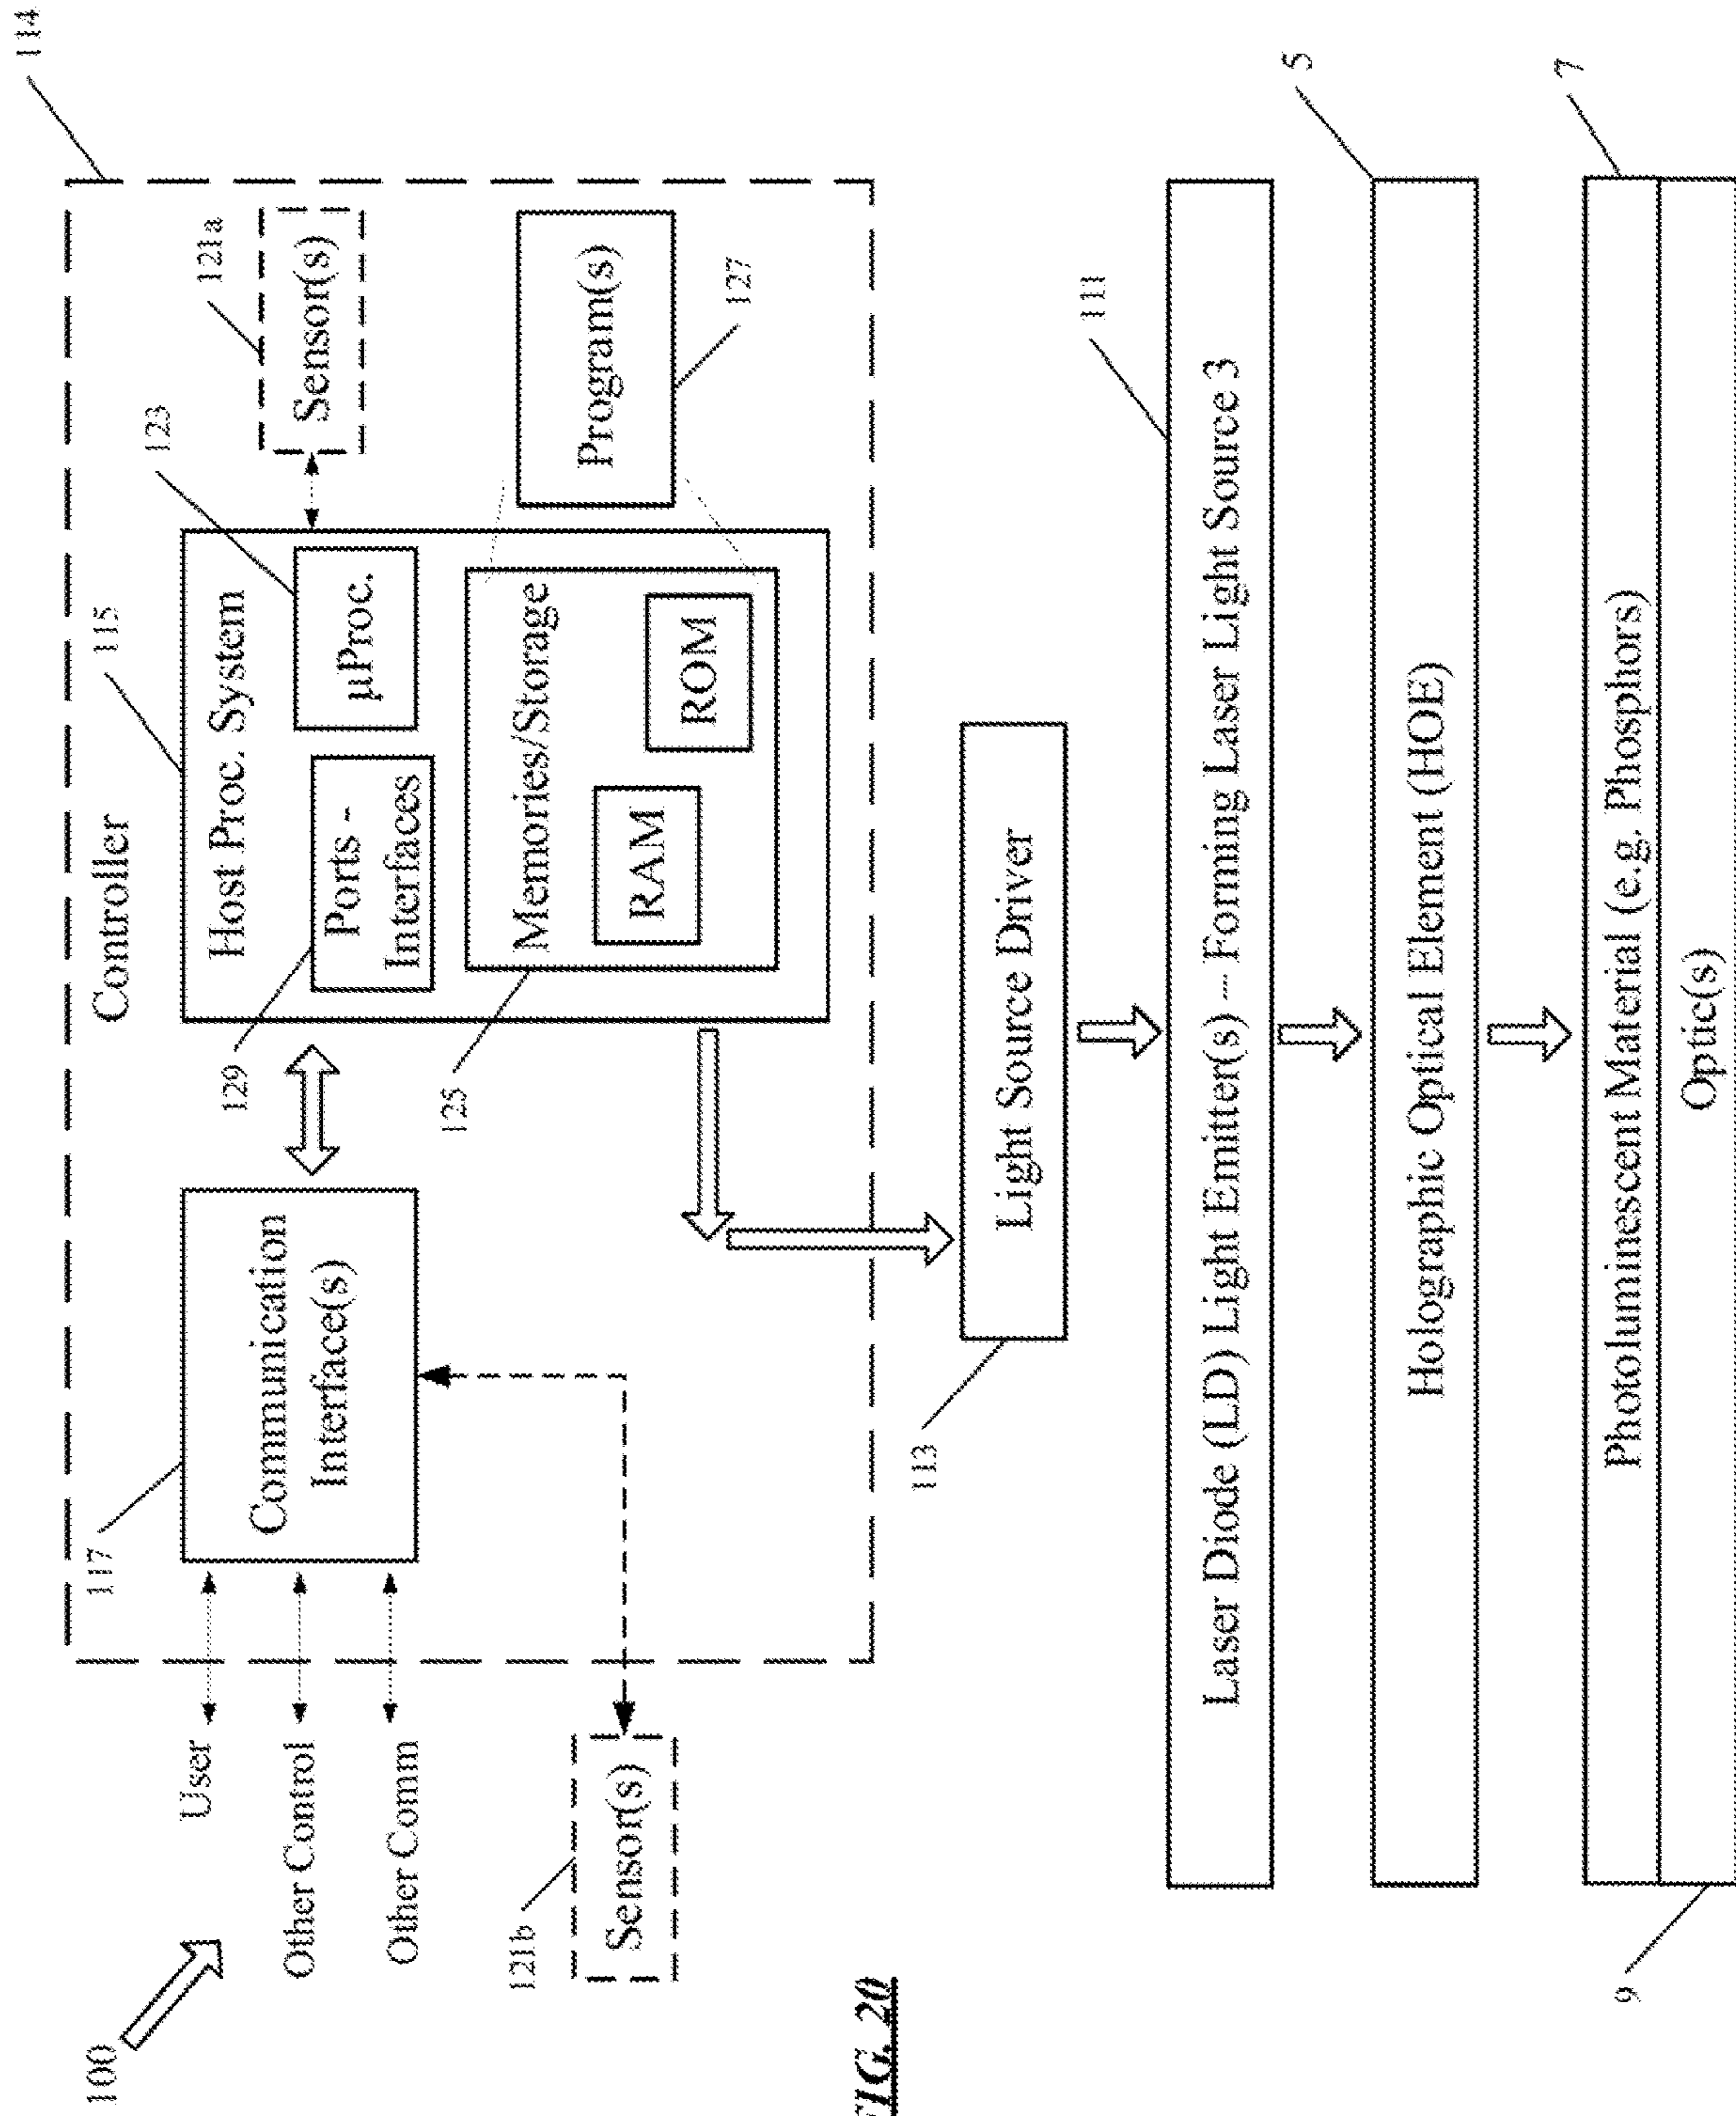 100
114
Controller
117
Communication
Interface(s)
User
Other Control
Other Comm
115
Host Proc. System
129
Ports -
Interfaces
123
µProc.
121a
Sensor(s)
125
Memories/Storage
RAM
ROM
Program(s)
127
121b
Sensor(s)
113
Light Source Driver
111
Laser Diode (LD) Light Emitter(s) – Forming Laser Light Source 3
5
Holographic Optical Element (HOE)
7
Photoluminescent Material (e.g. Phosphors)
Optic(s)
9
FIG. 20